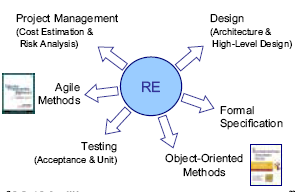 Project Management
(Cost Estimation &
Risk Analysis)
Design
(Architecture &
High-Level Design)
RE
Agile
Methods
Formal
Specification
Testing
(Acceptance & Unit)
Object-Oriented
Methods